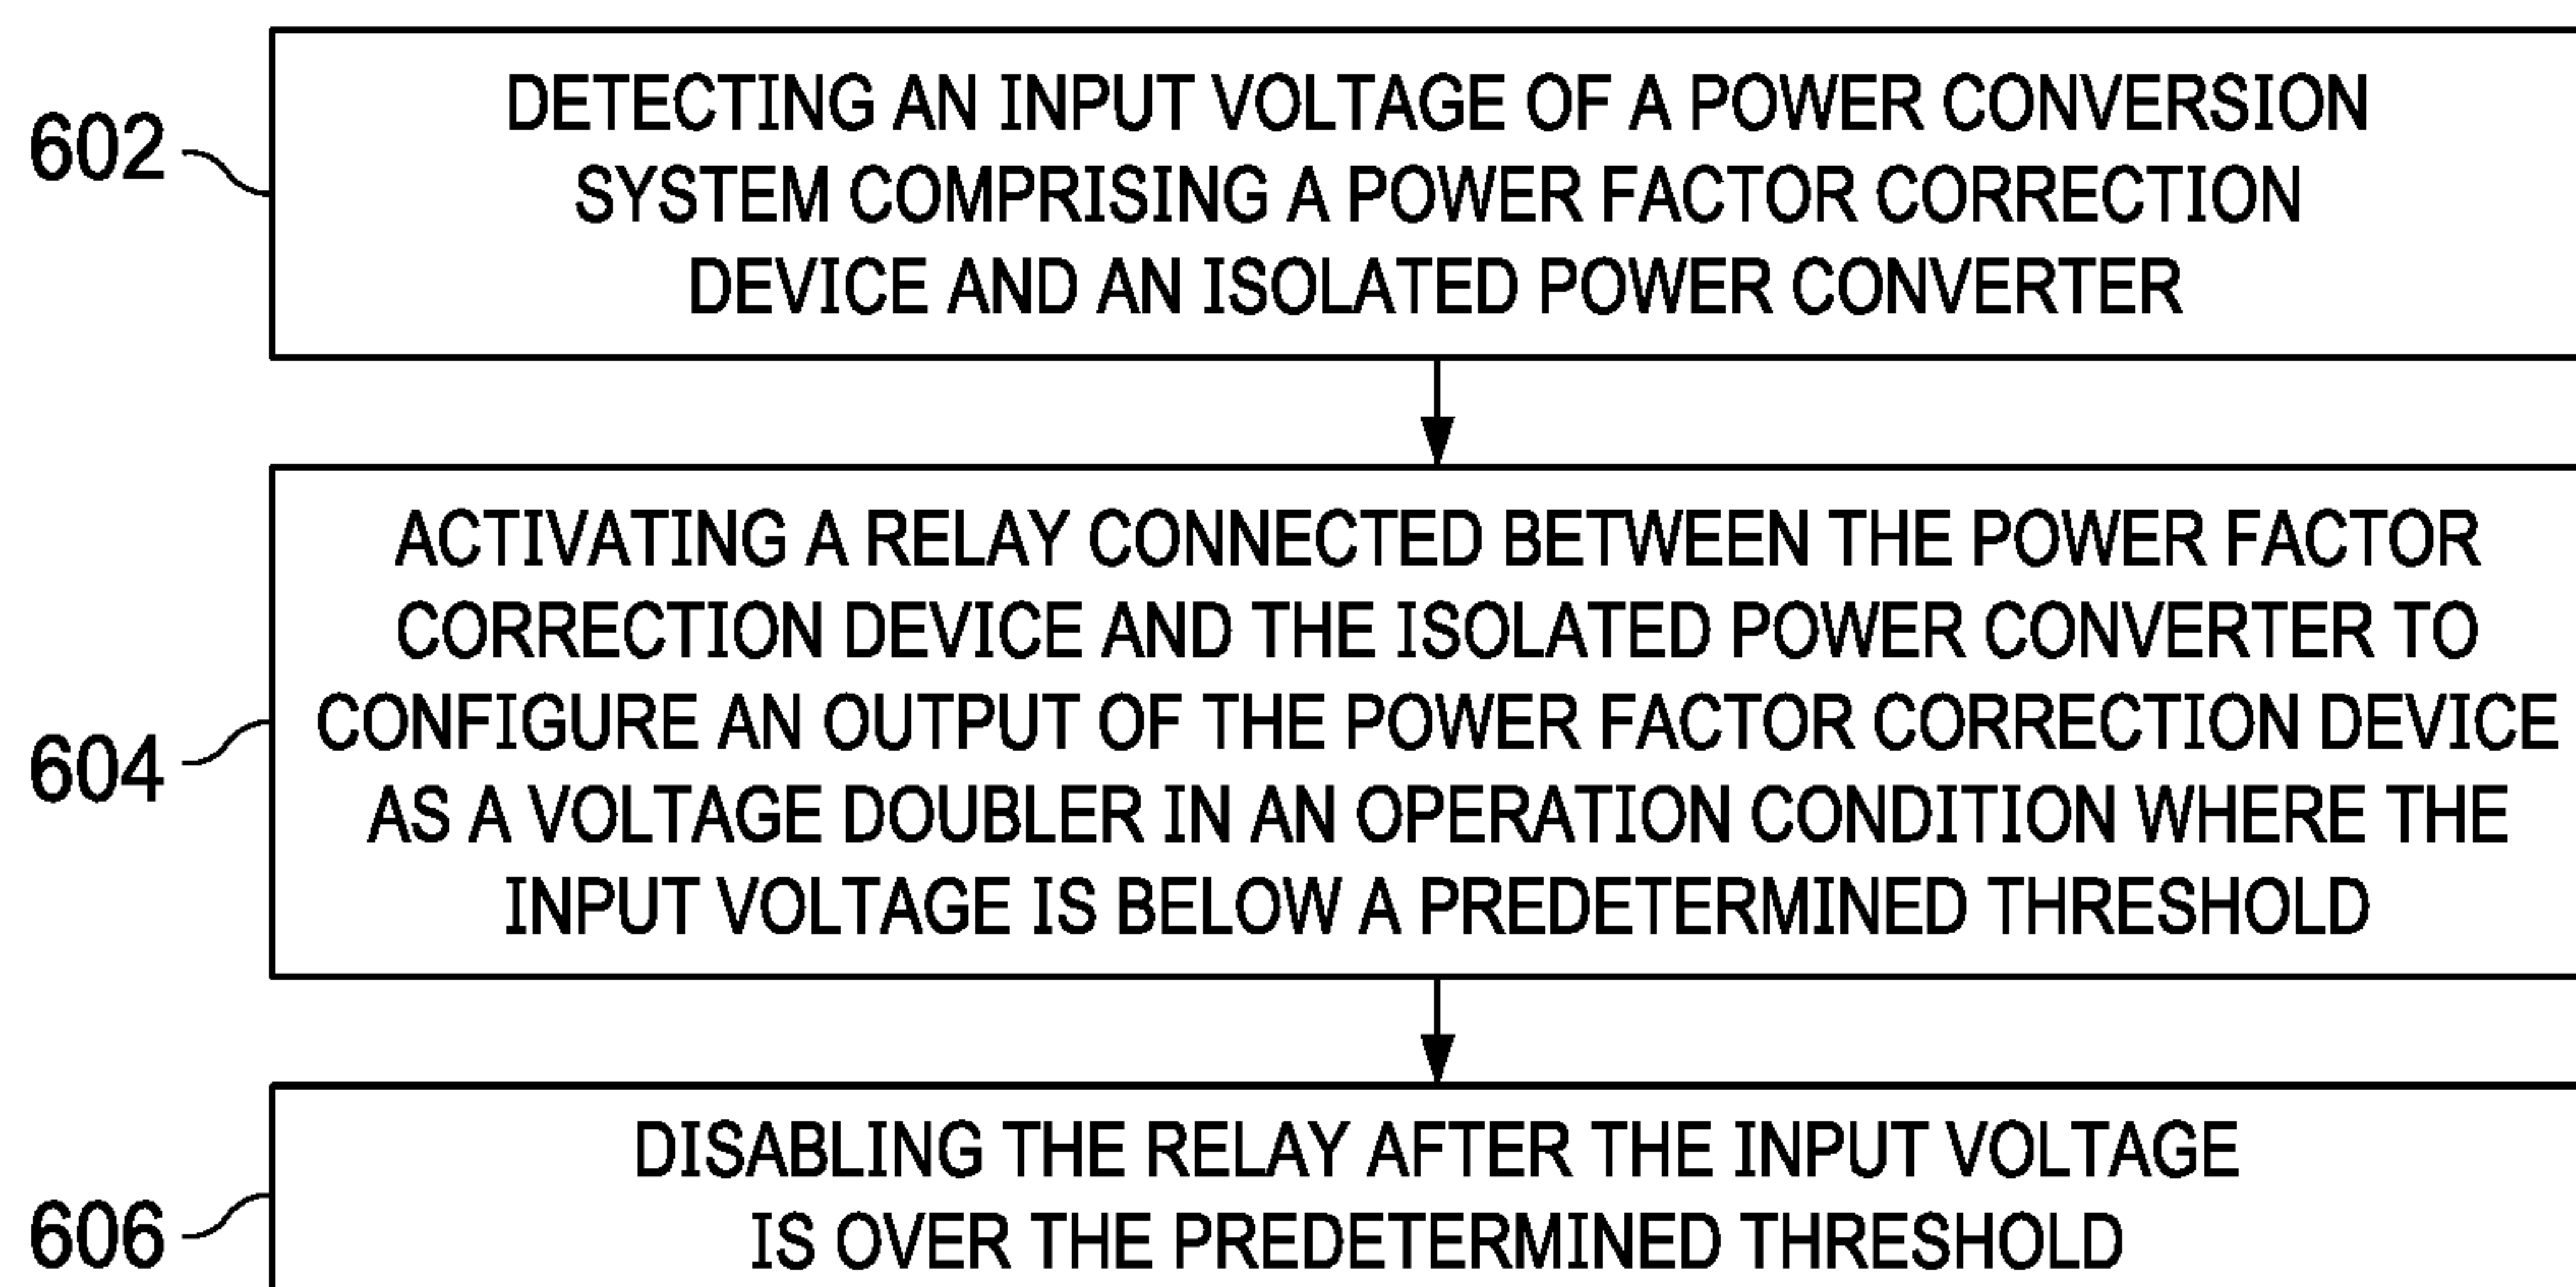 602
DETECTING AN INPUT VOLTAGE OF A POWER CONVERSION
SYSTEM COMPRISING A POWER FACTOR CORRECTION
DEVICE AND AN ISOLATED POWER CONVERTER
604
ACTIVATING A RELAY CONNECTED BETWEEN THE POWER FACTOR
CORRECTION DEVICE AND THE ISOLATED POWER CONVERTER TO
CONFIGURE AN OUTPUT OF THE POWER FACTOR CORRECTION DEVICE
AS A VOLTAGE DOUBLER IN AN OPERATION CONDITION WHERE THE
INPUT VOLTAGE IS BELOW A PREDETERMINED THRESHOLD
606
DISABLING THE RELAY AFTER THE INPUT VOLTAGE
IS OVER THE PREDETERMINED THRESHOLD